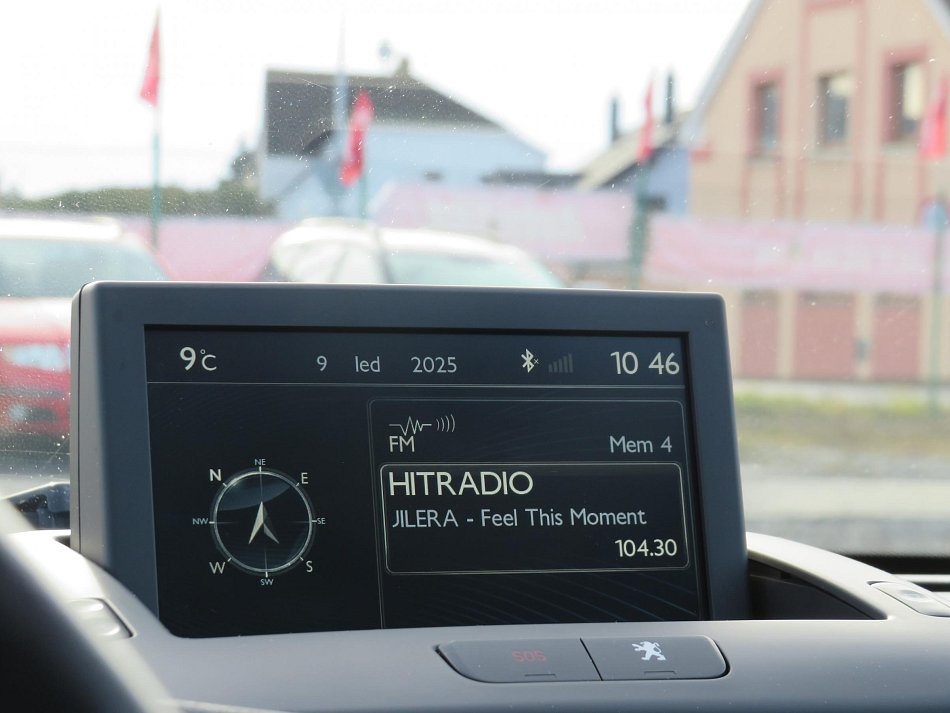 9°C 9 led 2025 10 46
FM Mem 4
HITRADIO
JILERA - Feel This Moment
104.30
NE
N E
NW SE
W S
SW
SOS